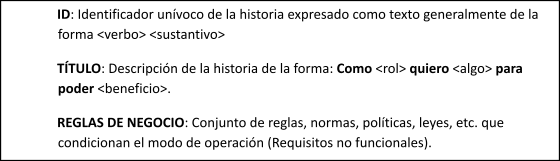 ID: Identificador unívoco de la historia expresado como texto generalmente de la
forma <verbo> <sustantivo>
TÍTULO: Descripción de la historia de la forma: Como <rol> quiero <algo> para
poder <beneficio>.
REGLAS DE NEGOCIO: Conjunto de reglas, normas, políticas, leyes, etc. que
condicionan el modo de operación (Requisitos no funcionales).